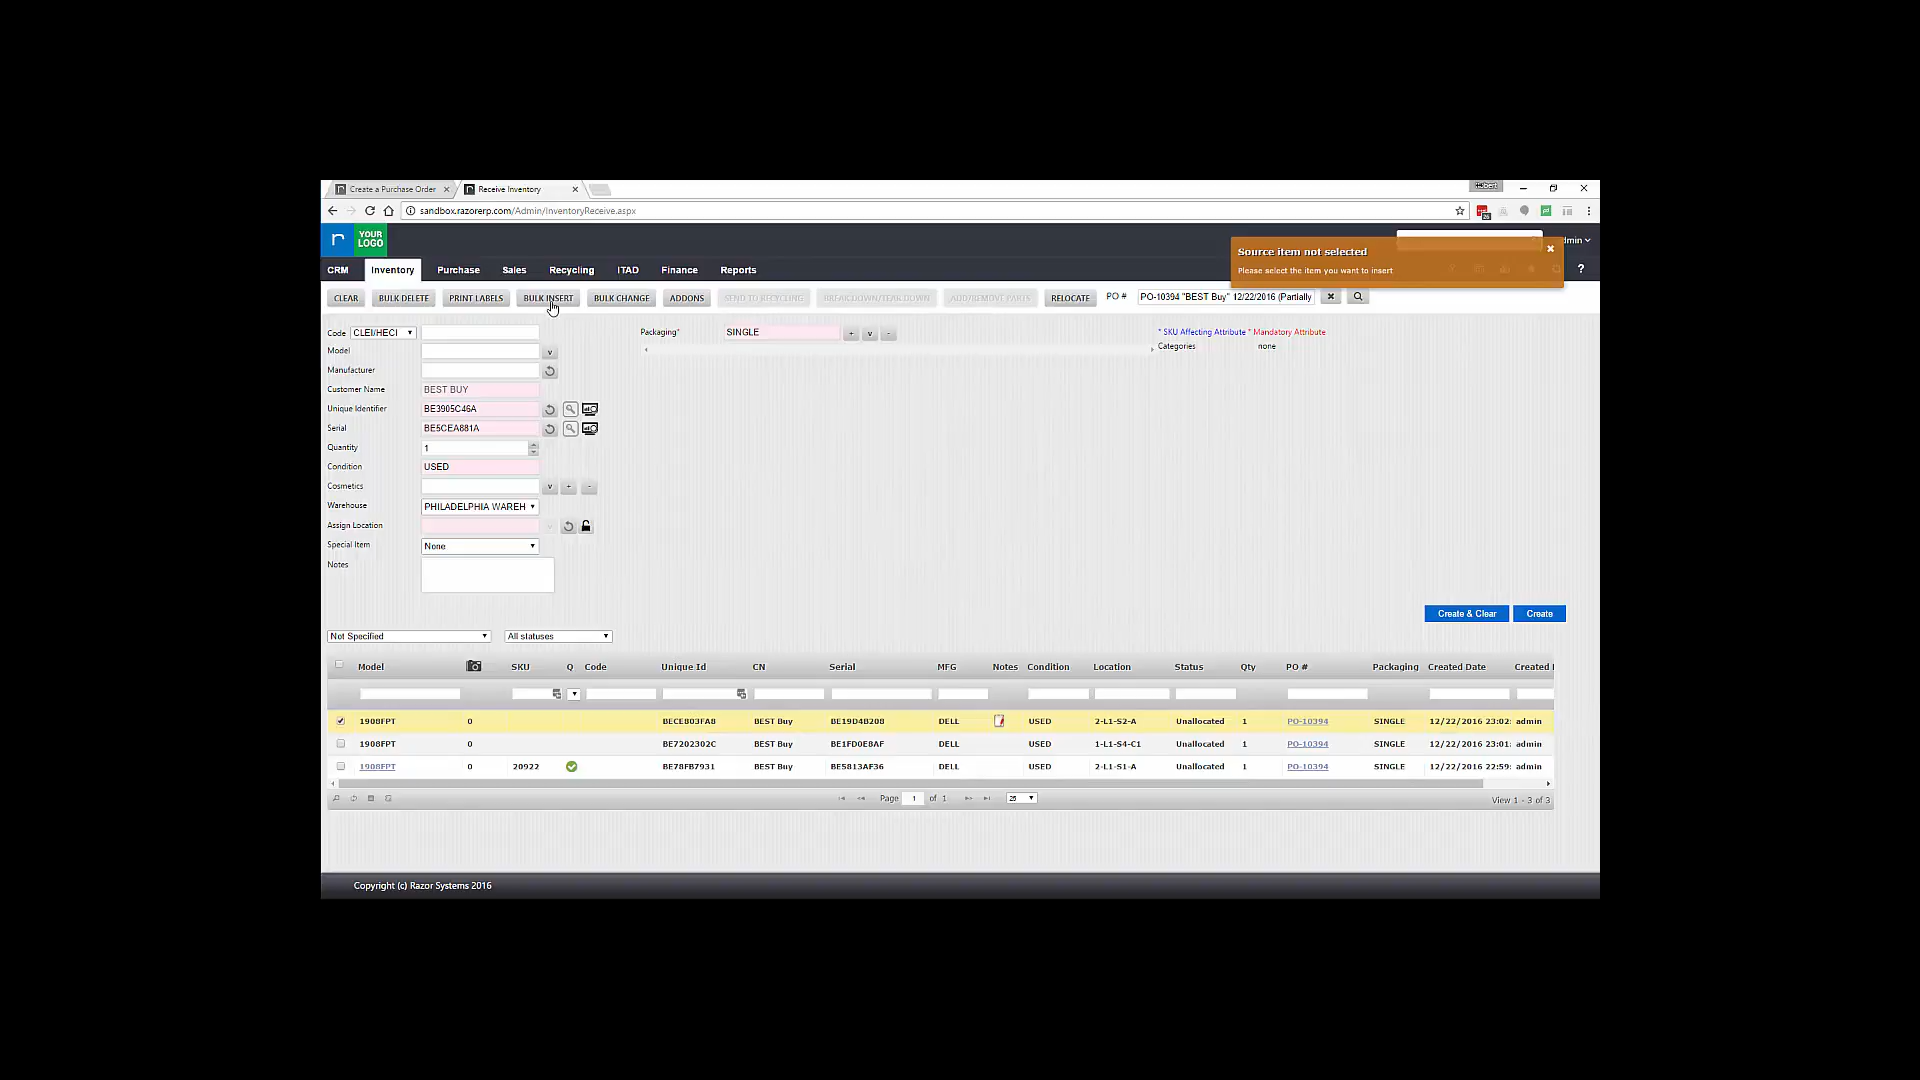 Create a Purchase Order
Receive Inventory
sandbox.razorerp.com/Admin/InventoryReceive.aspx
YOUR LOGO
Source item not selected
Please select the item you want to insert
CRM Inventory Purchase Sales Recycling ITAD Finance Reports ?
CLEAR BULK DELETE PRINT LABELS BULK INSERT BULK CHANGE ADDONS SEND TO RECYCLING BREAKDOWN/TEAR DOWN ADD/REMOVE PARTS RELOCATE PO # PO-10394 "BEST Buy" 12/22/2016 (Partially
Code CLEI/HECI Packaging* SINGLE + v - * SKU Affecting Attribute * Mandatory Attribute
Categories none
Model v
Manufacturer
Customer Name BEST BUY
Unique Identifier BE3905C46A
Serial BE5CEA881A
Quantity 1
Condition USED
Cosmetics v + -
Warehouse PHILADELPHIA WAREH
Assign Location
Special Item None
Notes
Create & Clear Create
Not Specified All statuses
Model SKU Q Code Unique Id CN Serial MFG Notes Condition Location Status Qty PO # Packaging Created Date Created
1908FPT 0 BECE803FA8 BEST Buy BE19D4B208 DELL USED 2-L1-S2-A Unallocated 1 PO-10394 SINGLE 12/22/2016 23:02: admin
1908FPT 0 BE7202302C BEST Buy BE1FD0E8AF DELL USED 1-L1-S4-C1 Unallocated 1 PO-10394 SINGLE 12/22/2016 23:01: admin
1908FPT 0 20922 BE78FB7931 BEST Buy BE5813AF36 DELL USED 2-L1-S1-A Unallocated 1 PO-10394 SINGLE 12/22/2016 22:59: admin
Page 1 of 1 25 View 1 - 3 of 3
Copyright (c) Razor Systems 2016